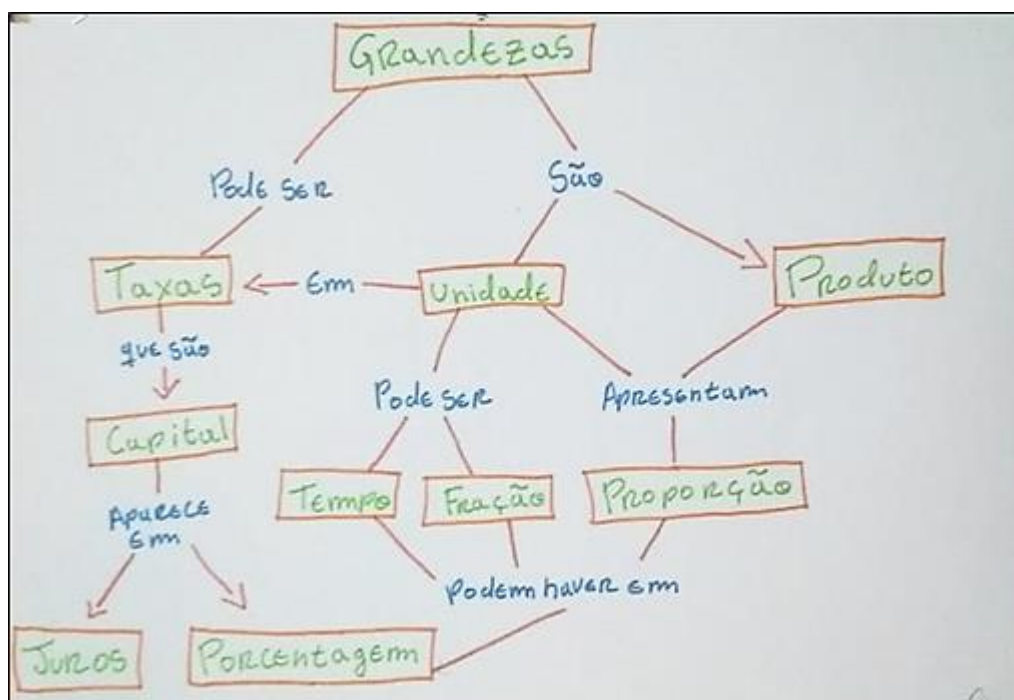 Grandezas
Pode ser
São
Taxas
Em
Unidade
Produto
que são
Pode ser
Apresentam
Capital
Tempo
Fração
Proporção
Aparece
em
Podem haver em
Juros
Porcentagem